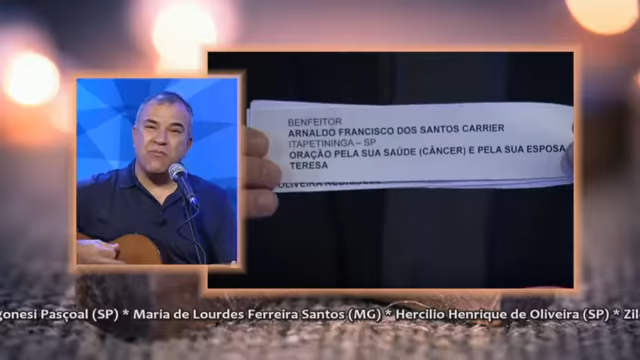 BENFEITOR
ARNALDO FRANCISCO DOS SANTOS CARRIER
ITAPETININGA – SP
ORAÇÃO PELA SUA SAÚDE (CÂNCER) E PELA SUA ESPOSA
TERESA
gonesi Pasçoal (SP) * Maria de Lourdes Ferreira Santos (MG) * Hercilio Henrique de Oliveira (SP) * Zil